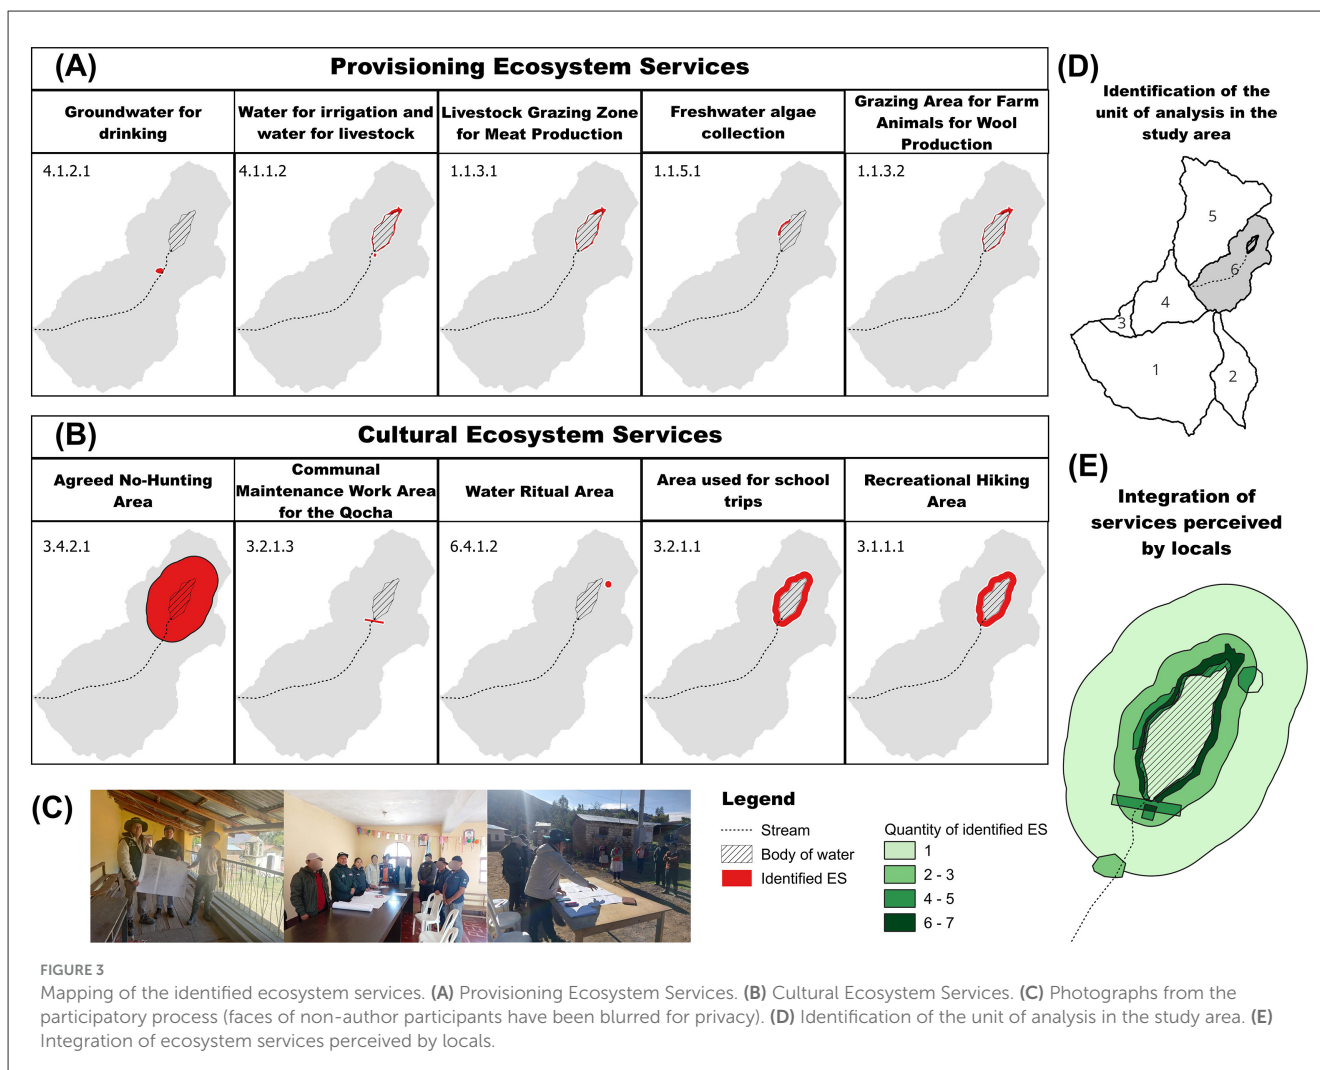 (A)
Provisioning Ecosystem Services
Groundwater for
drinking
Water for irrigation and
water for livestock
Livestock Grazing Zone
for Meat Production
Freshwater algae
collection
Grazing Area for Farm
Animals for Wool
Production
4.1.2.1
4.1.1.2
1.1.3.1
1.1.5.1
1.1.3.2
(B)
Cultural Ecosystem Services
Agreed No-Hunting
Area
Communal
Maintenance Work Area
for the Qocha
Water Ritual Area
Area used for school
trips
Recreational Hiking
Area
3.4.2.1
3.2.1.3
6.4.1.2
3.2.1.1
3.1.1.1
(C)
Legend
Stream
Body of water
Identified ES
Quantity of identified ES
1
2 - 3
4 - 5
6 - 7
(D)
Identification of the
unit of analysis in the
study area
5
6
4
3
1
2
(E)
Integration of
services perceived
by locals
FIGURE 3
Mapping of the identified ecosystem services. (A) Provisioning Ecosystem Services. (B) Cultural Ecosystem Services. (C) Photographs from the
participatory process (faces of non-author participants have been blurred for privacy). (D) Identification of the unit of analysis in the study area. (E)
Integration of ecosystem services perceived by locals.